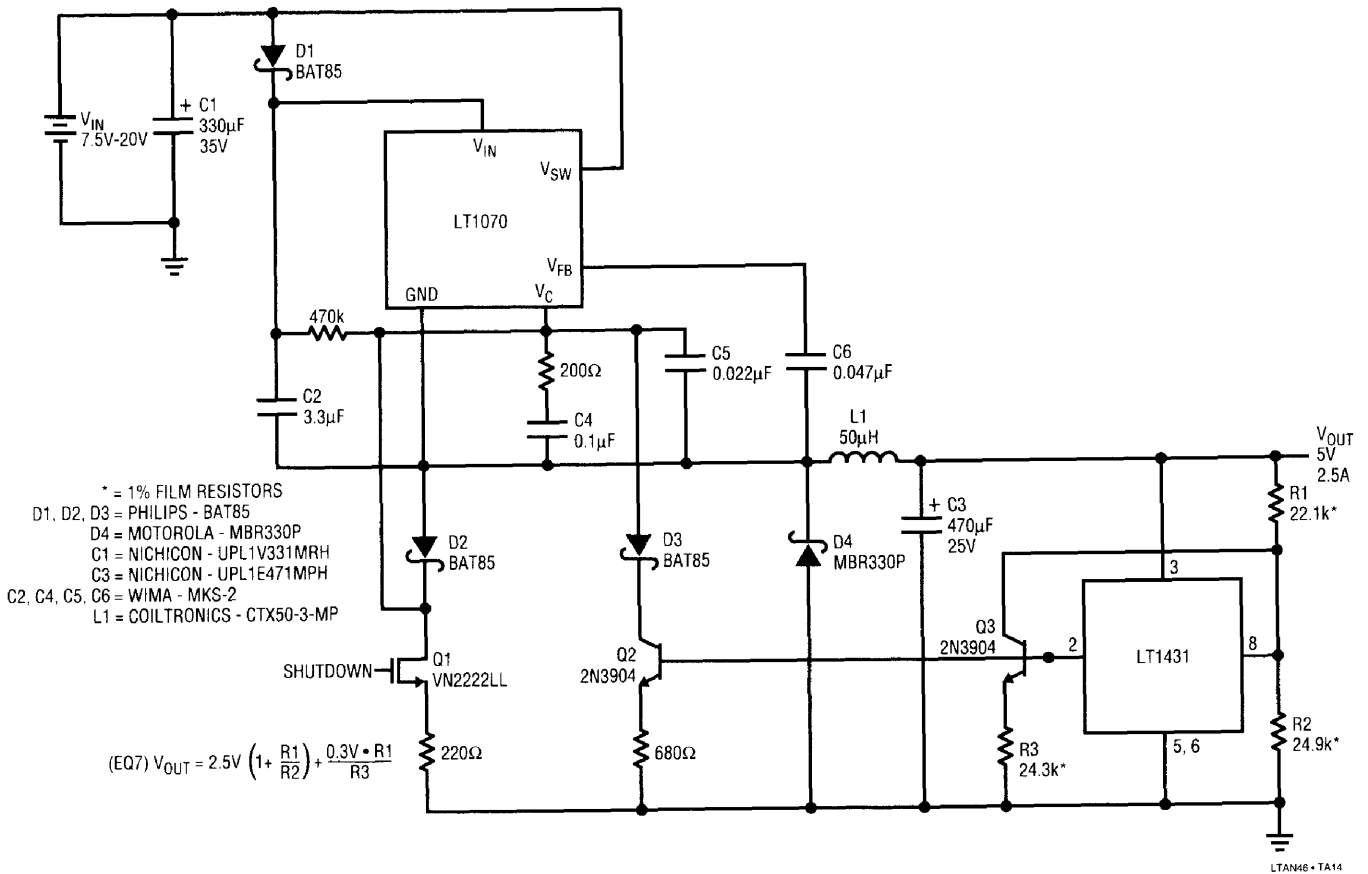 D1
BAT85
V_IN
7.5V-20V
+ C1
330µF
35V
V_IN
V_SW
LT1070
V_FB
GND
V_C
470k
200Ω
C2
3.3µF
C4
0.1µF
C5
0.022µF
C6
0.047µF
L1
50µH
V_OUT
5V
2.5A
* = 1% FILM RESISTORS
D1, D2, D3 = PHILIPS - BAT85
D4 = MOTOROLA - MBR330P
C1 = NICHICON - UPL1V331MRH
C3 = NICHICON - UPL1E471MPH
C2, C4, C5, C6 = WIMA - MKS-2
L1 = COILTRONICS - CTX50-3-MP
D2
BAT85
D3
BAT85
D4
MBR330P
+ C3
470µF
25V
R1
22.1k*
3
2
LT1431
8
5, 6
Q3
2N3904
Q2
2N3904
SHUTDOWN
Q1
VN2222LL
220Ω
680Ω
R3
24.3k*
R2
24.9k*
(EQ7) V_OUT = 2.5V (1+ R1/R2) + 0.3V • R1/R3
LTAN46 • TA14